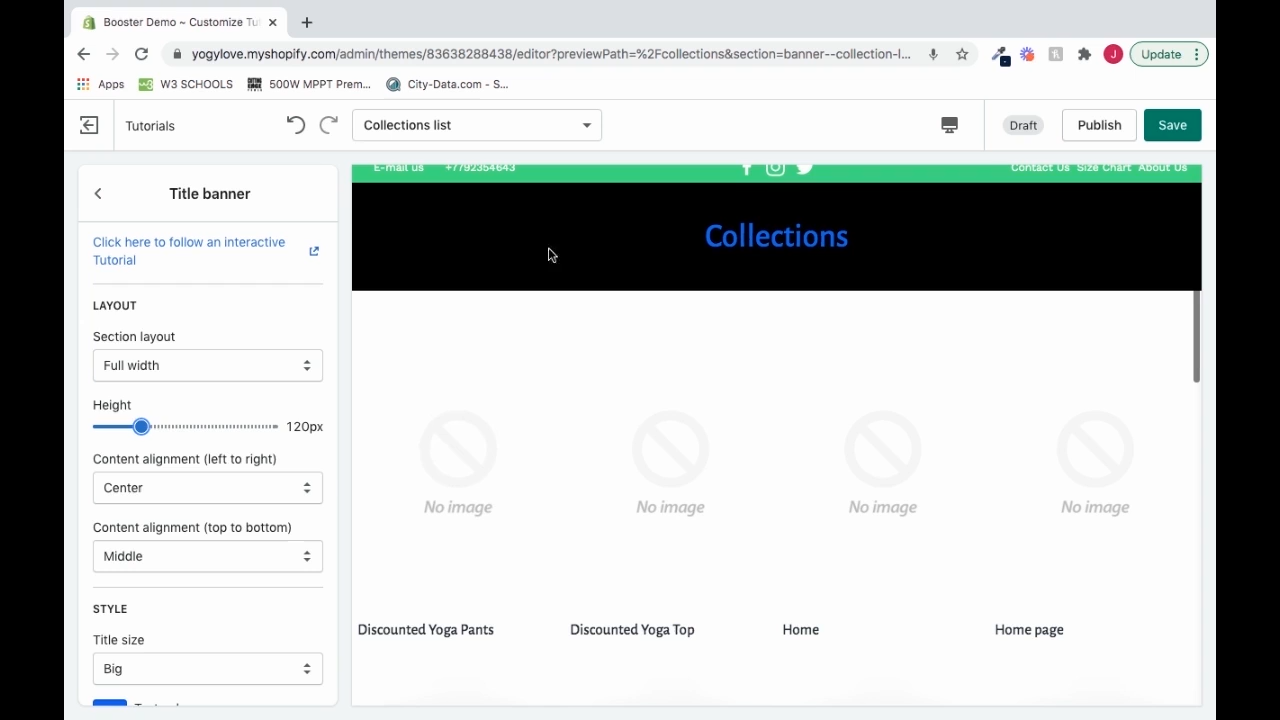 Booster Demo ~ Customize Tu
yogylove.myshopify.com/admin/themes/83638288438/editor?previewPath=%2Fcollections&section=banner--collection-l...
J
Update
Apps
W3 SCHOOLS
500W MPPT Prem...
City-Data.com - S...
Tutorials
Collections list
Draft
Publish
Save
Title banner
Click here to follow an interactive
Tutorial
LAYOUT
Section layout
Full width
Height
120px
Content alignment (left to right)
Center
Content alignment (top to bottom)
Middle
STYLE
Title size
Big
E-mail us
+7792354643
Contact Us
Size Chart
About Us
Collections
No image
No image
No image
No image
Discounted Yoga Pants
Discounted Yoga Top
Home
Home page